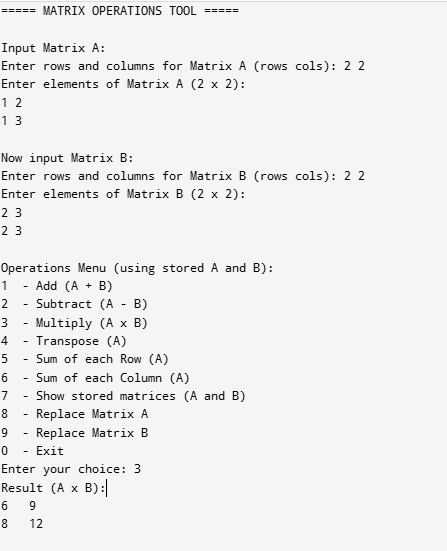 ===== MATRIX OPERATIONS TOOL =====
Input Matrix A:
Enter rows and columns for Matrix A (rows cols): 2 2
Enter elements of Matrix A (2 x 2):
1 2
1 3
Now input Matrix B:
Enter rows and columns for Matrix B (rows cols): 2 2
Enter elements of Matrix B (2 x 2):
2 3
2 3
Operations Menu (using stored A and B):
1  - Add (A + B)
2  - Subtract (A - B)
3  - Multiply (A x B)
4  - Transpose (A)
5  - Sum of each Row (A)
6  - Sum of each Column (A)
7  - Show stored matrices (A and B)
8  - Replace Matrix A
9  - Replace Matrix B
0  - Exit
Enter your choice: 3
Result (A x B):
6   9
8   12